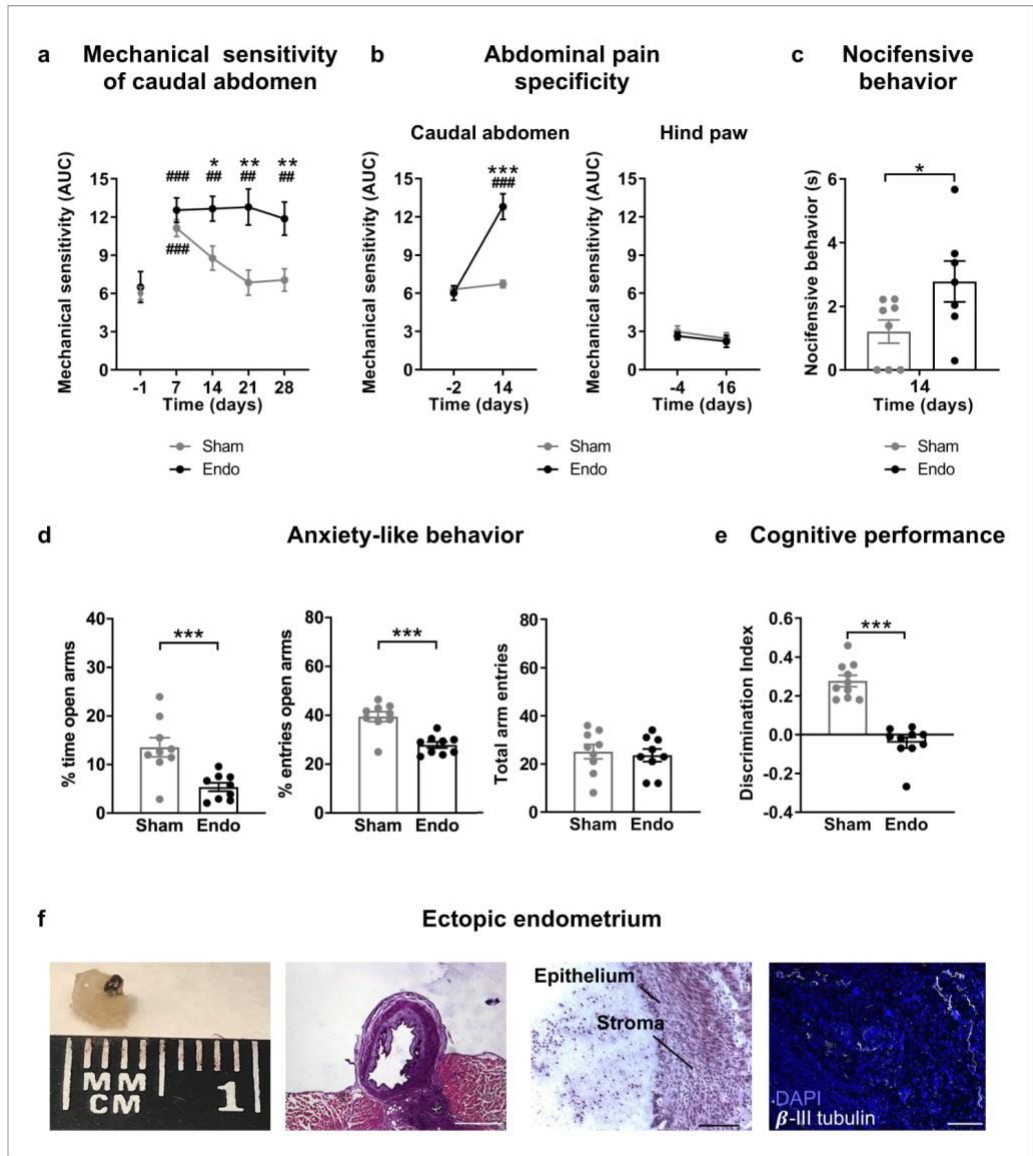 a Mechanical sensitivity
of caudal abdomen
b Abdominal pain
specificity
c Nocifensive
behavior
Caudal abdomen
Hind paw
Mechanical sensitivity (AUC)
15
12
9
6
3
0
### * ## ** ## ** ##
###
-1 7 14 21 28
Time (days)
Sham
Endo
Mechanical sensitivity (AUC)
15
12
9
6
3
0
***
###
-2 14
Time (days)
Mechanical sensitivity (AUC)
15
12
9
6
3
0
-4 16
Time (days)
Sham
Endo
Nocifensive behavior (s)
6
4
2
0
*
14
Time (days)
Sham
Endo
d Anxiety-like behavior
e Cognitive performance
% time open arms
40
30
20
10
0
***
Sham Endo
% entries open arms
80
60
40
20
0
***
Sham Endo
Total arm entries
80
60
40
20
0
Sham Endo
Discrimination Index
0.6
0.4
0.2
0.0
-0.2
-0.4
***
Sham Endo
f Ectopic endometrium
MM
CM
1
Epithelium
Stroma
DAPI
β-III tubulin